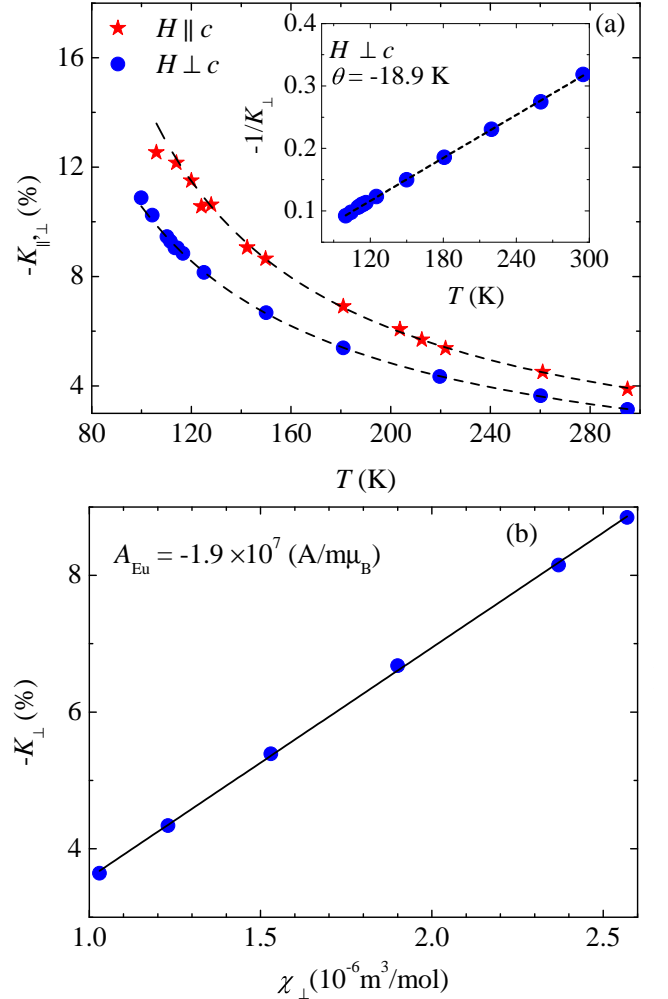 (a)
H ∥ c
H ⊥ c
16
12
8
4
-K∥,⊥ (%)
80 120 160 200 240 280
T (K)
H ⊥ c
θ = -18.9 K
0.4
0.3
0.2
0.1
-1/K⊥
120 180 240 300
T (K)
(b)
A_Eu = -1.9 ×10^7 (A/mμ_B)
8
6
4
-K⊥ (%)
1.0 1.5 2.0 2.5
χ⊥(10^-6 m^3/mol)